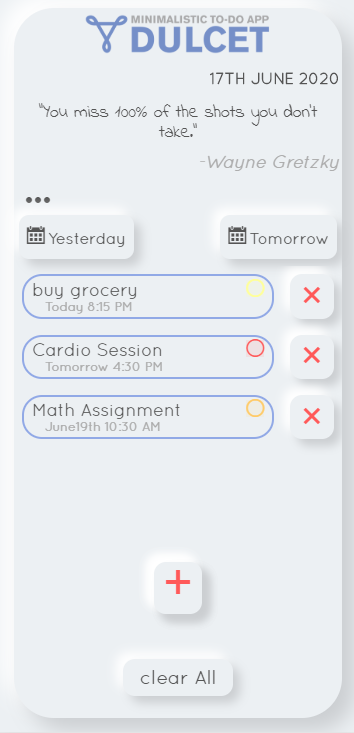 MINIMALISTIC TO-DO APP
DULCET
17TH JUNE 2020
"You miss 100% of the shots you don't
take."
-Wayne Gretzky
Yesterday
Tomorrow
buy grocery
Today 8:15 PM
Cardio Session
Tomorrow 4:30 PM
Math Assignment
June19th 10:30 AM
clear All